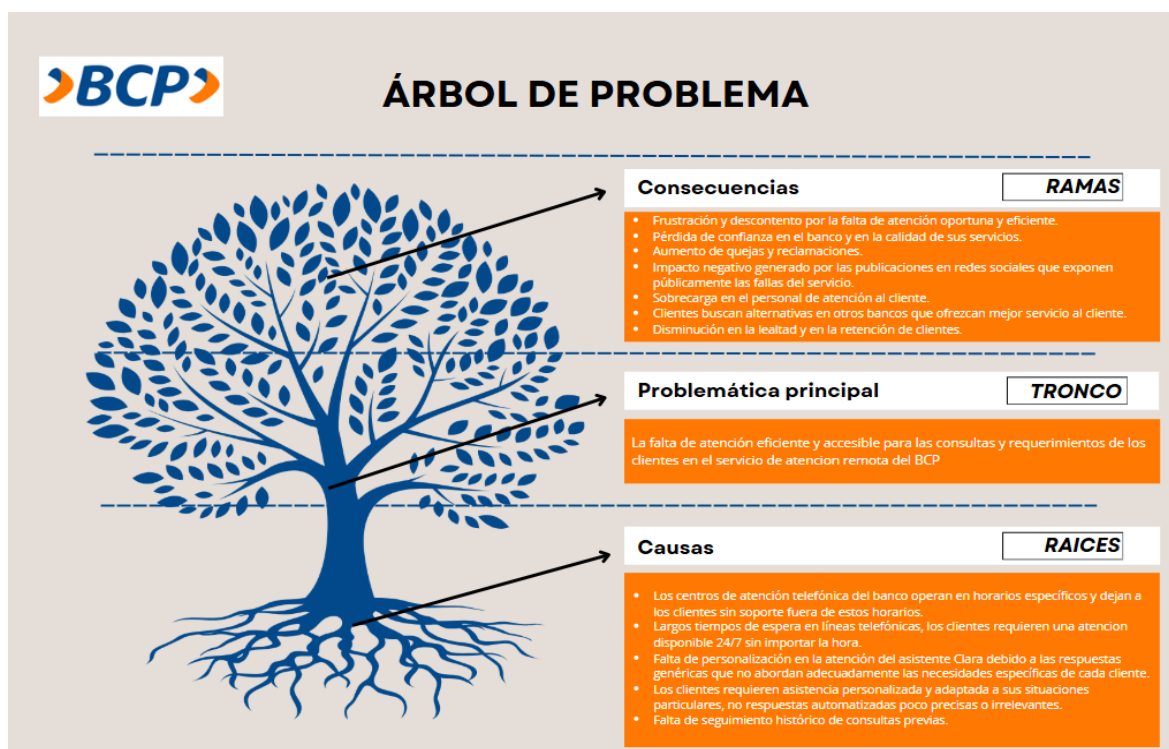 BCP
ÁRBOL DE PROBLEMA
Consecuencias
RAMAS
• Frustración y descontento por la falta de atención oportuna y eficiente.
• Pérdida de confianza en el banco y en la calidad de sus servicios.
• Aumento de quejas y reclamaciones.
• Impacto negativo generado por las publicaciones en redes sociales que exponen
públicamente las fallas del servicio.
• Sobrecarga en el personal de atención al cliente.
• Clientes buscan alternativas en otros bancos que ofrezcan mejor servicio al cliente.
• Disminución en la lealtad y en la retención de clientes.
Problemática principal
TRONCO
La falta de atención eficiente y accesible para las consultas y requerimientos de los
clientes en el servicio de atencion remota del BCP
Causas
RAICES
• Los centros de atención telefónica del banco operan en horarios específicos y dejan a
los clientes sin soporte fuera de estos horarios.
• Largos tiempos de espera en líneas telefónicas, los clientes requieren una atencion
disponible 24/7 sin importar la hora.
• Falta de personalización en la atención del asistente Clara debido a las respuestas
genéricas que no abordan adecuadamente las necesidades específicas de cada cliente.
• Los clientes requieren asistencia personalizada y adaptada a sus situaciones
particulares, no respuestas automatizadas poco precisas o irrelevantes.
• Falta de seguimiento histórico de consultas previas.